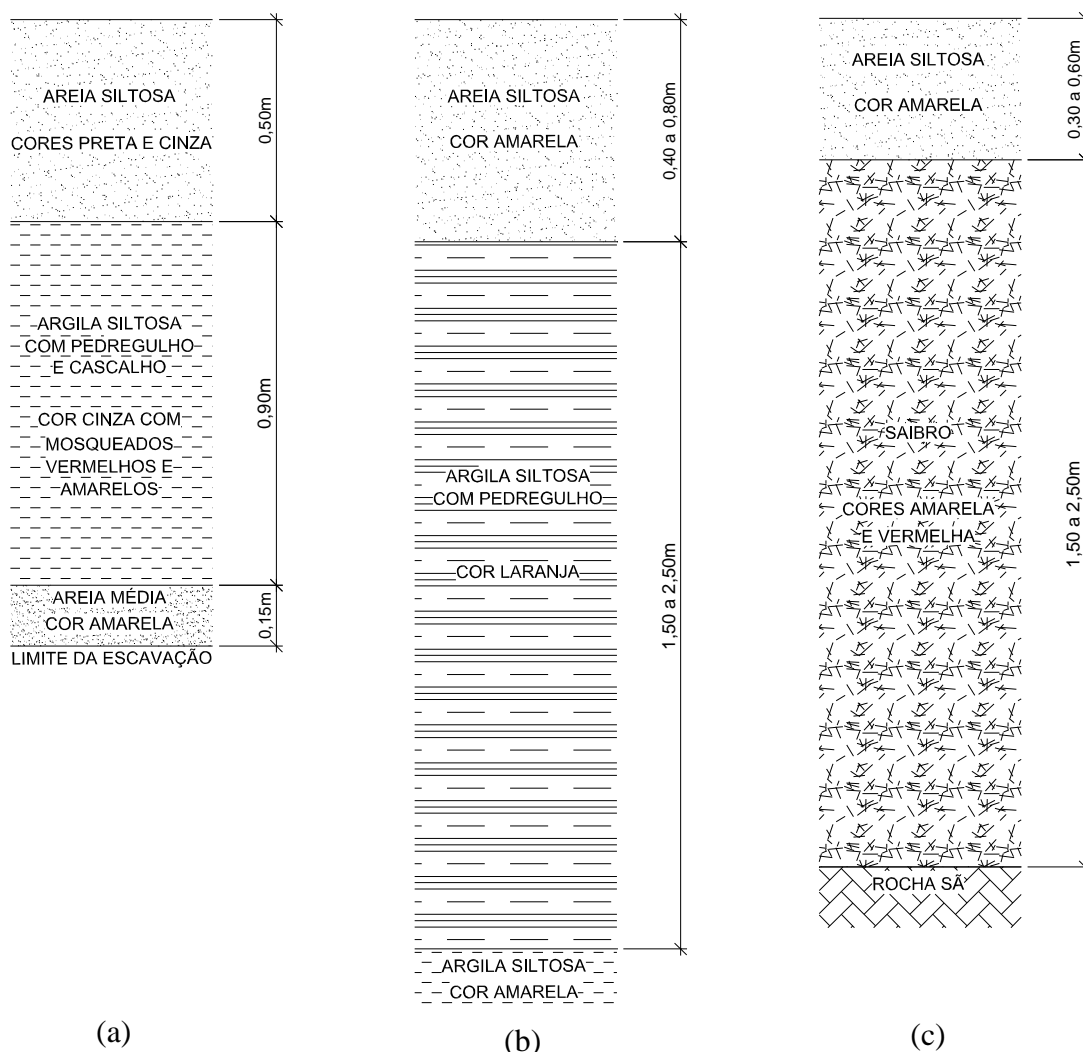 AREIA SILTOSA
CORES PRETA E CINZA
0,50m
ARGILA SILTOSA
COM PEDREGULHO
E CASCALHO
COR CINZA COM
MOSQUEADOS
VERMELHOS E
AMARELOS
0,90m
AREIA MÉDIA
COR AMARELA
0,15m
LIMITE DA ESCAVAÇÃO
(a)
AREIA SILTOSA
COR AMARELA
0,40 a 0,80m
ARGILA SILTOSA
COM PEDREGULHO
COR LARANJA
1,50 a 2,50m
ARGILA SILTOSA
COR AMARELA
(b)
AREIA SILTOSA
COR AMARELA
0,30 a 0,60m
SAIBRO
CORES AMARELA
E VERMELHA
1,50 a 2,50m
ROCHA SÃ
(c)